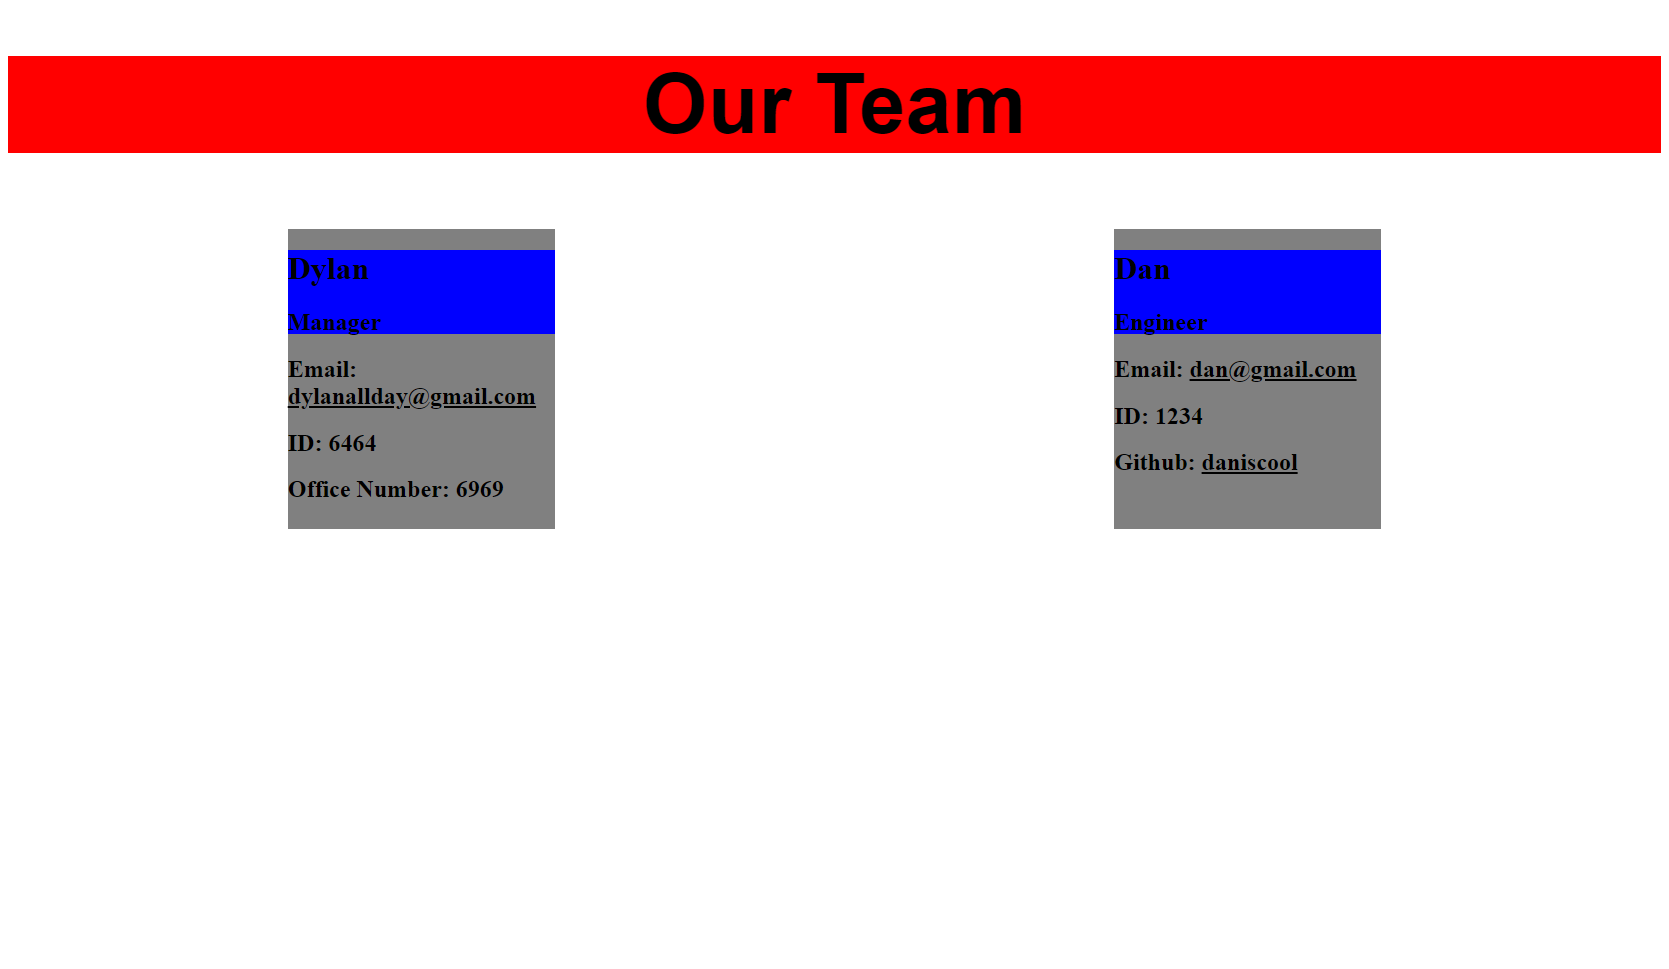 Our Team
Dylan
Manager
Email:
dylanallday@gmail.com
ID: 6464
Office Number: 6969
Dan
Engineer
Email: dan@gmail.com
ID: 1234
Github: daniscool